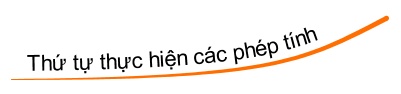 Thứ tự thực hiện các phép tính